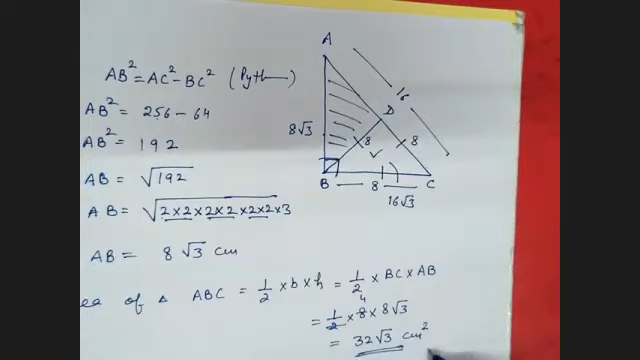 AB² = AC² - BC² (Pyth)
AB² = 256 - 64
AB² = 192
AB = √192
AB = √2×2×2×2×2×2×3
AB = 8√3 cm
ea of △ ABC = 1/2 × b × h = 1/2 × BC × AB
= 1/2 × 8 4 × 8√3
= 32√3 cm²
A
16
D
8√3
8
8
B
8
C
16√3